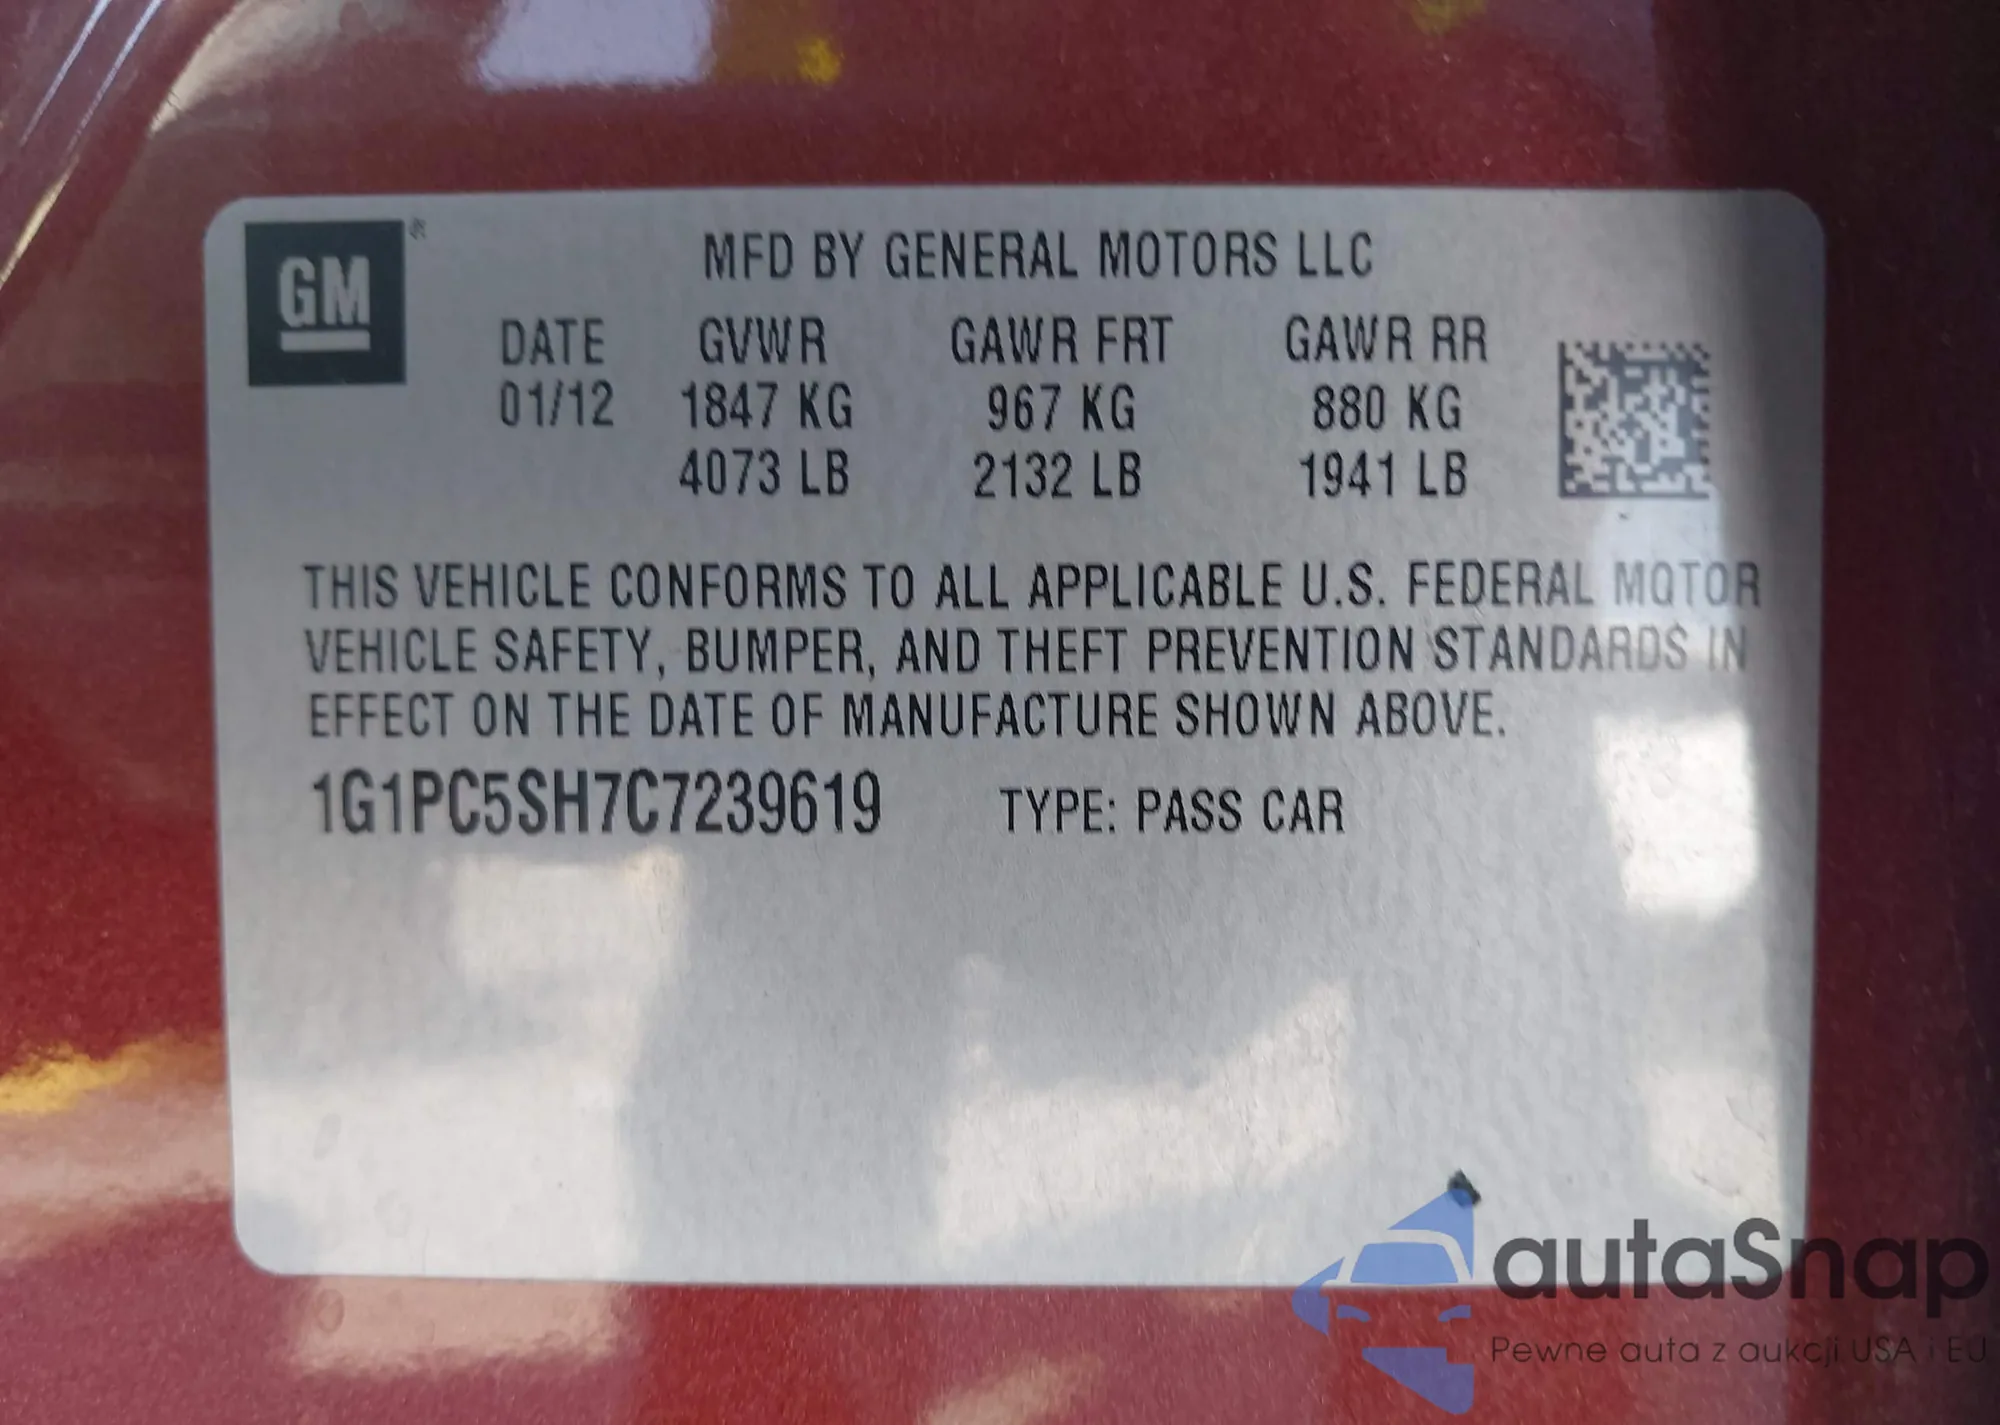 GM
MFD BY GENERAL MOTORS LLC
DATE GVWR GAWR FRT GAWR RR
01/12 1847 KG 967 KG 880 KG
4073 LB 2132 LB 1941 LB
THIS VEHICLE CONFORMS TO ALL APPLICABLE U.S. FEDERAL MOTOR
VEHICLE SAFETY, BUMPER, AND THEFT PREVENTION STANDARDS IN
EFFECT ON THE DATE OF MANUFACTURE SHOWN ABOVE.
1G1PC5SH7C7239619 TYPE: PASS CAR
autaSnap
Pewne auta z aukcji USA i EU